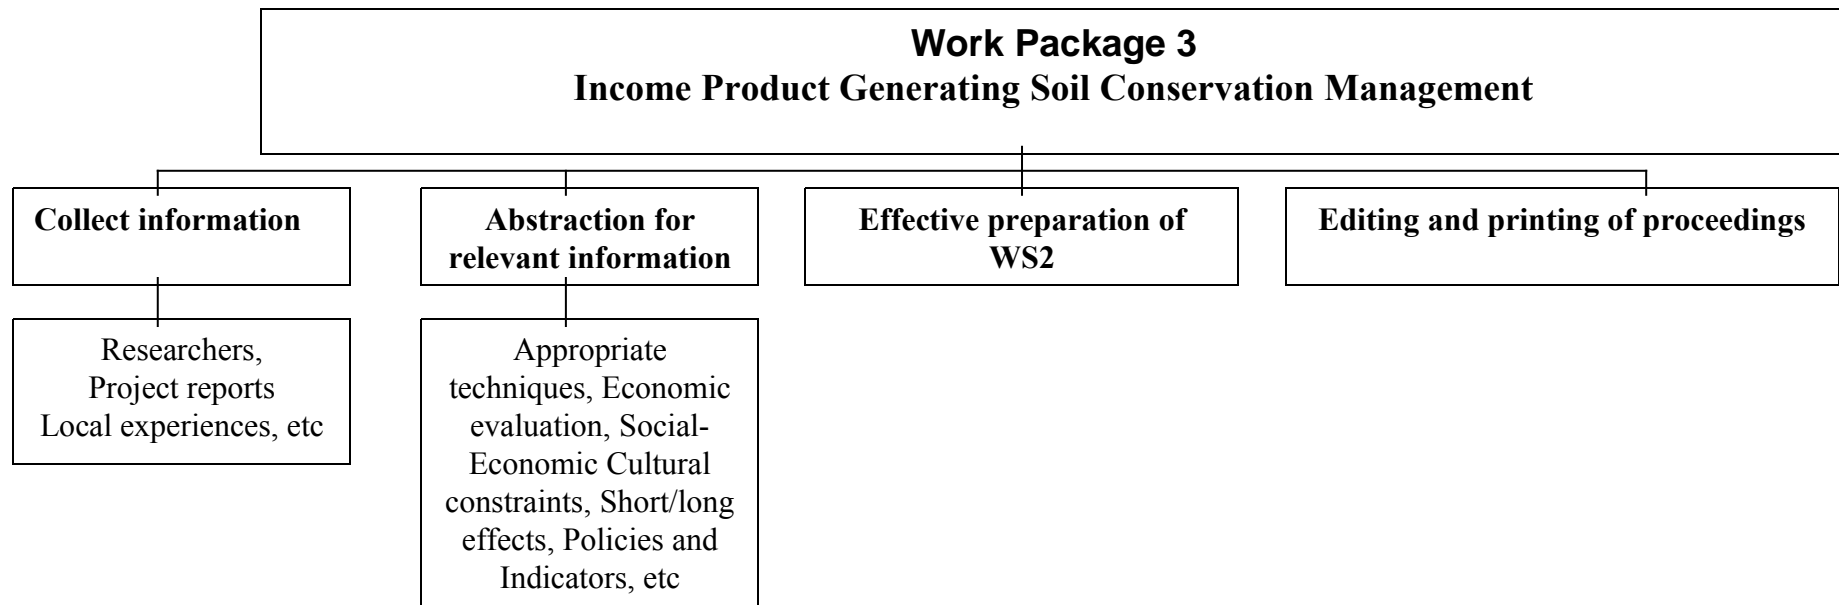 Work Package 3
Income Product Generating Soil Conservation Management
Collect information
Abstraction for
relevant information
Effective preparation of
WS2
Editing and printing of proceedings
Researchers,
Project reports
Local experiences, etc
Appropriate
techniques, Economic
evaluation, Social-
Economic Cultural
constraints, Short/long
effects, Policies and
Indicators, etc